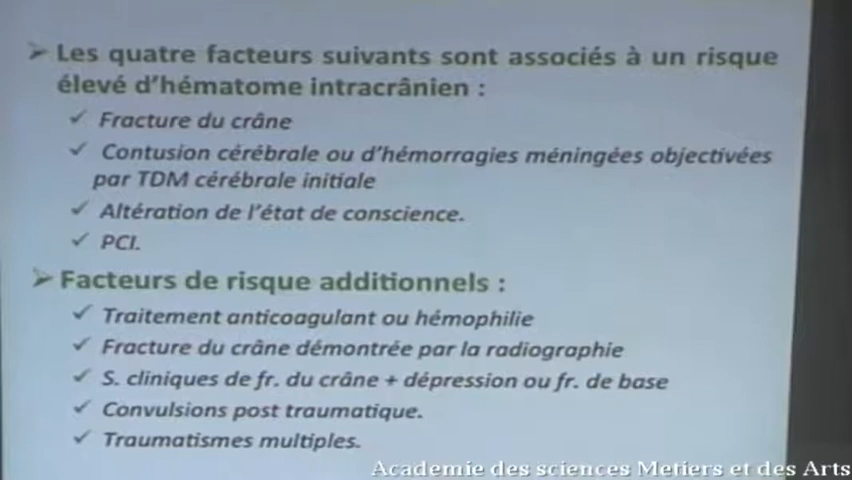 ➢ Les quatre facteurs suivants sont associés à un risque
élevé d'hématome intracrânien :
✓ Fracture du crâne
✓ Contusion cérébrale ou d'hémorragies méningées objectivées
par TDM cérébrale initiale
✓ Altération de l'état de conscience.
✓ PCI.
➢ Facteurs de risque additionnels :
✓ Traitement anticoagulant ou hémophilie
✓ Fracture du crâne démontrée par la radiographie
✓ S. cliniques de fr. du crâne + dépression ou fr. de base
✓ Convulsions post traumatique.
✓ Traumatismes multiples.
Academie des sciences Metiers et des Arts